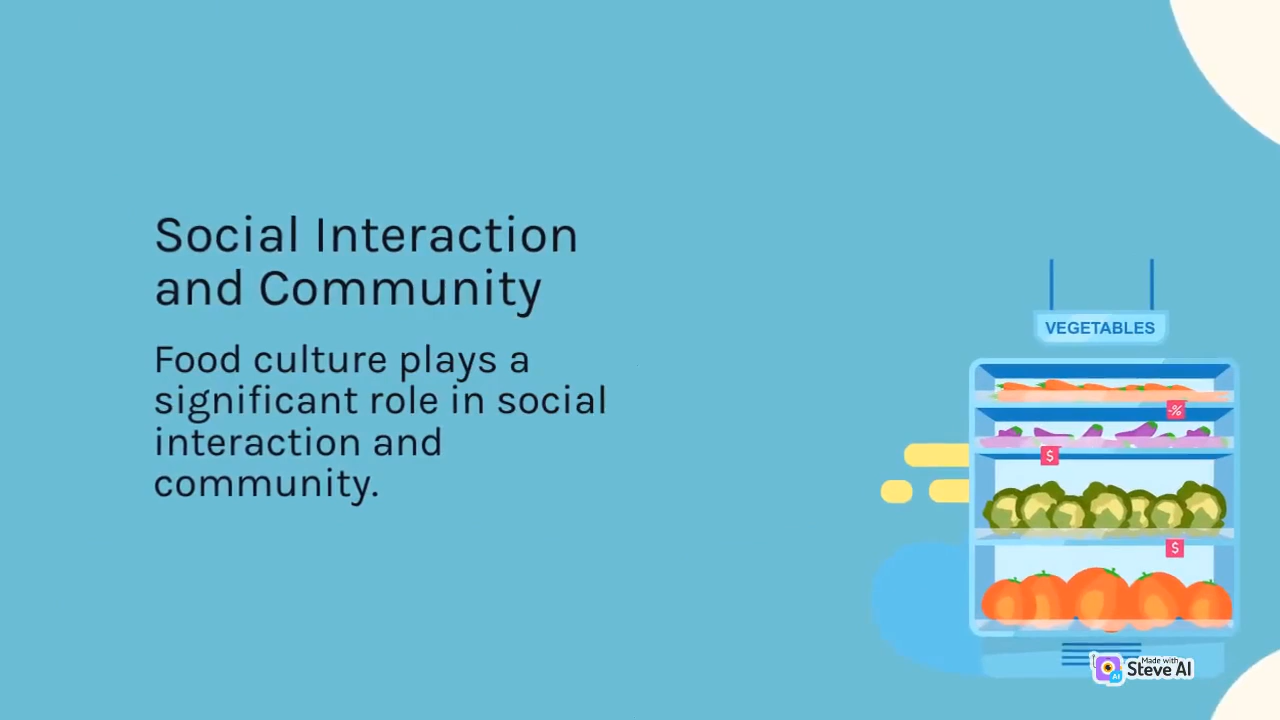 Social Interaction
and Community
Food culture plays a
significant role in social
interaction and
community.
VEGETABLES
%
$
$
Made with
Steve AI
AI